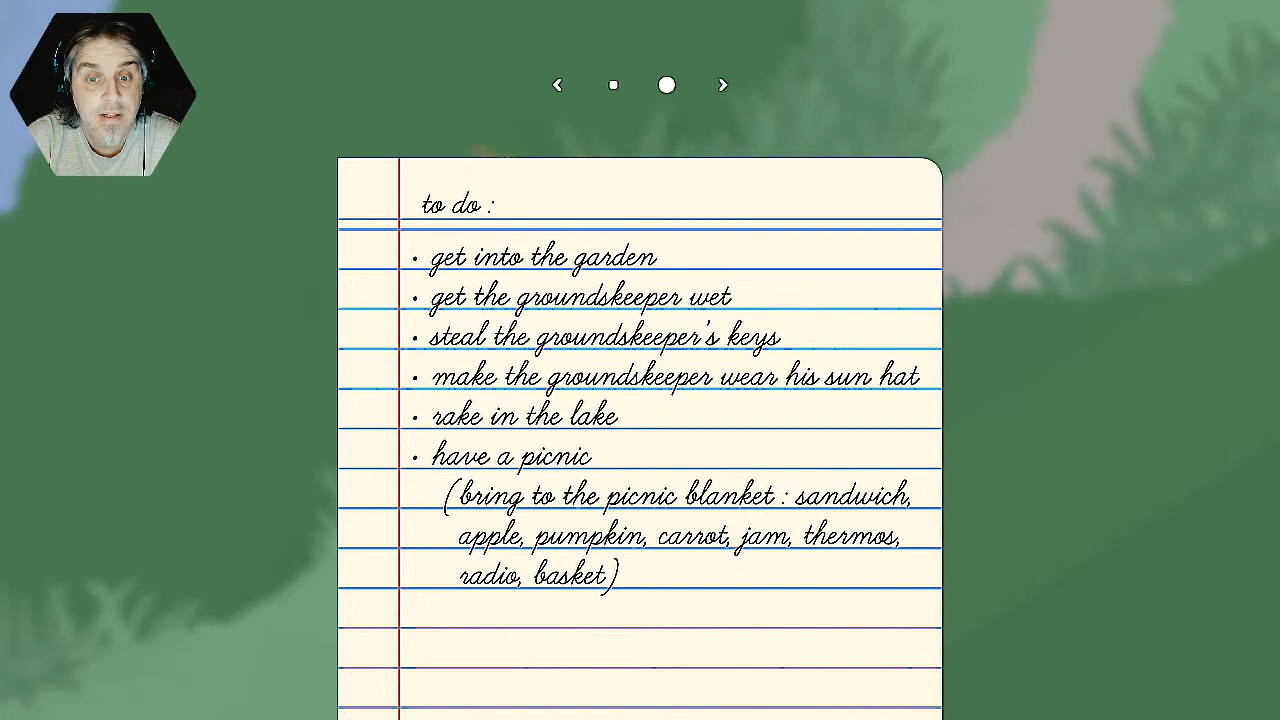 to do :
• get into the garden
• get the groundskeeper wet
• steal the groundskeeper's keys
• make the groundskeeper wear his sun hat
• rake in the lake
• have a picnic
(bring to the picnic blanket : sandwich,
apple, pumpkin, carrot, jam, thermos,
radio, basket)